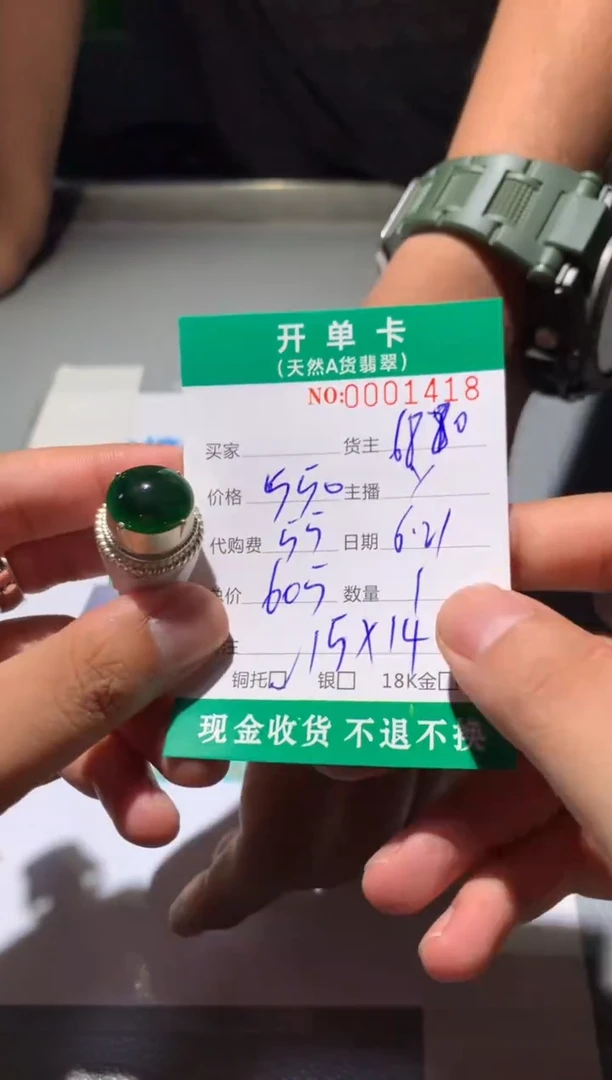 开单卡
(天然A货翡翠)
NO:0001418
买家 货主
价格 550 主播 Y
代购费 55 日期 6·21
价 605 数量 1
15X14
铜托☑ 银□ 18K金□
现金收货 不退不换